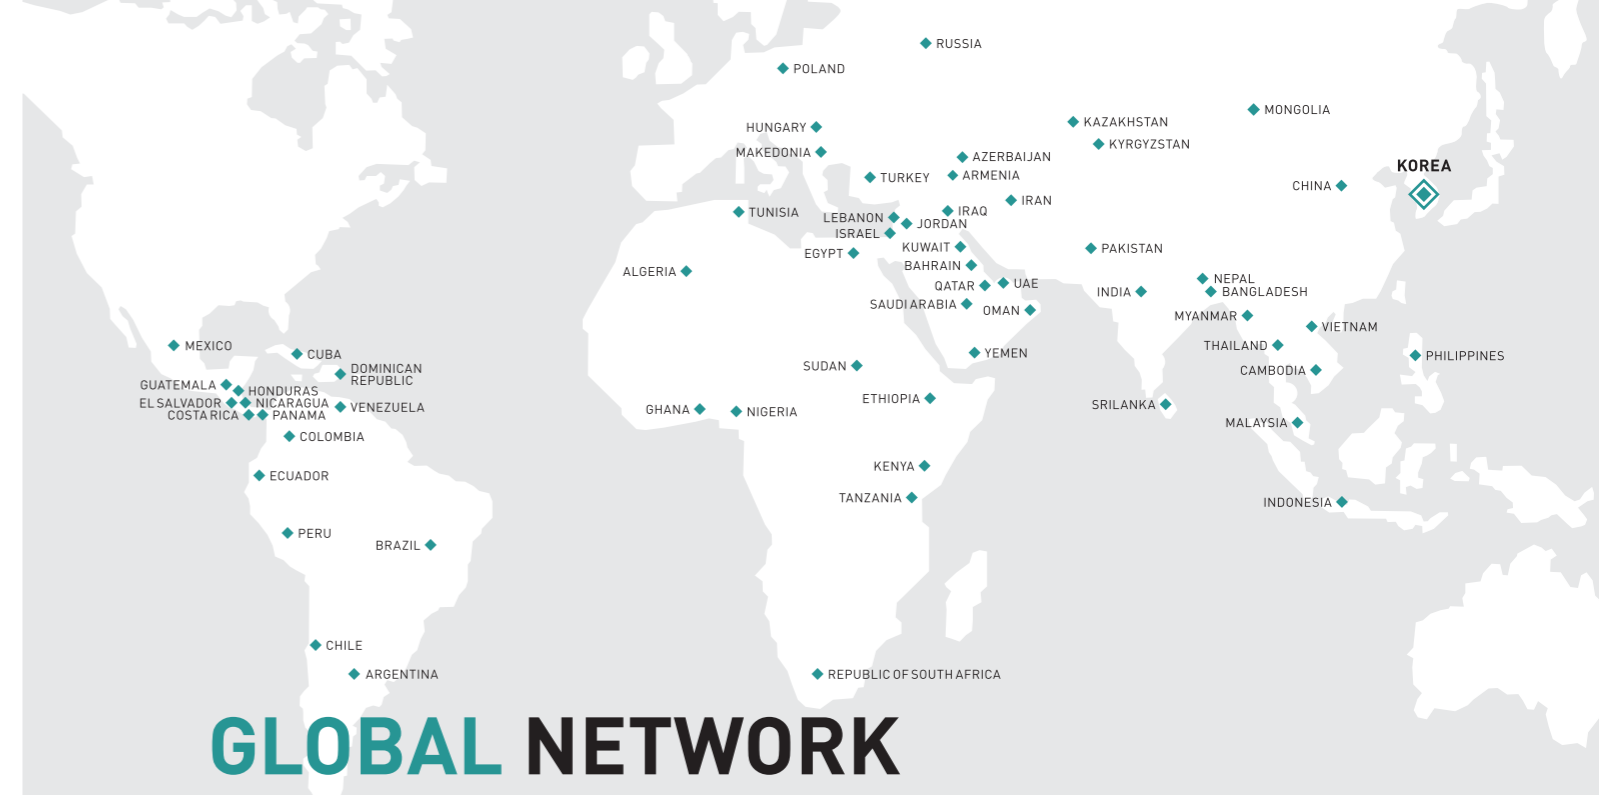 RUSSIA
POLAND
MONGOLIA
KAZAKHSTAN
HUNGARY
KYRGYZSTAN
MAKEDONIA
AZERBAIJAN
KOREA
ARMENIA
TURKEY
CHINA
IRAN
TUNISIA
IRAQ
LEBANON
JORDAN
ISRAEL
KUWAIT
PAKISTAN
EGYPT
BAHRAIN
ALGERIA
NEPAL
UAE
QATAR
INDIA
BANGLADESH
SAUDI ARABIA
OMAN
MYANMAR
VIETNAM
MEXICO
THAILAND
CUBA
YEMEN
PHILIPPINES
SUDAN
DOMINICAN
REPUBLIC
CAMBODIA
GUATEMALA
HONDURAS
ETHIOPIA
EL SALVADOR
NICARAGUA
SRILANKA
VENEZUELA
GHANA
NIGERIA
COSTA RICA
PANAMA
MALAYSIA
COLOMBIA
KENYA
ECUADOR
TANZANIA
INDONESIA
PERU
BRAZIL
CHILE
ARGENTINA
REPUBLIC OF SOUTH AFRICA
GLOBAL NETWORK